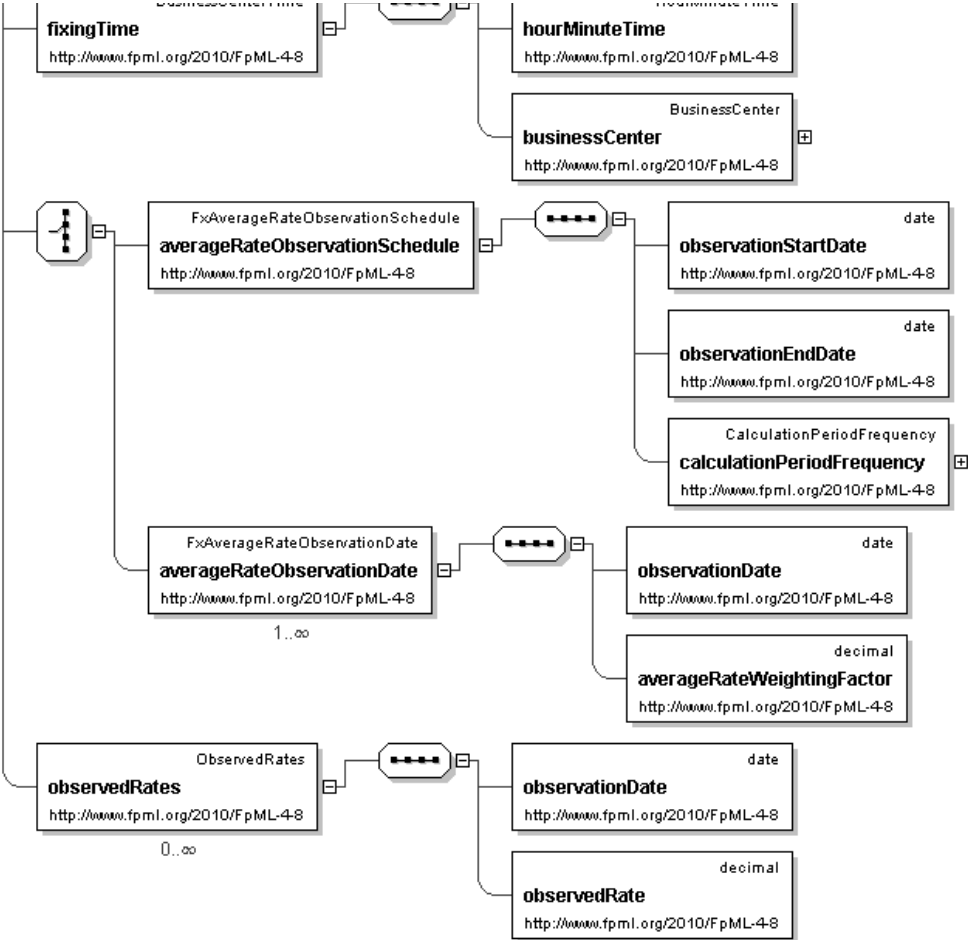 BusinessCenterTime
fixingTime
http://www.fpml.org/2010/FpML-4-8
HourMinuteTime
hourMinuteTime
http://www.fpml.org/2010/FpML-4-8
BusinessCenter
businessCenter
http://www.fpml.org/2010/FpML-4-8
FxAverageRateObservationSchedule
averageRateObservationSchedule
http://www.fpml.org/2010/FpML-4-8
date
observationStartDate
http://www.fpml.org/2010/FpML-4-8
date
observationEndDate
http://www.fpml.org/2010/FpML-4-8
CalculationPeriodFrequency
calculationPeriodFrequency
http://www.fpml.org/2010/FpML-4-8
FxAverageRateObservationDate
averageRateObservationDate
http://www.fpml.org/2010/FpML-4-8
1..∞
date
observationDate
http://www.fpml.org/2010/FpML-4-8
decimal
averageRateWeightingFactor
http://www.fpml.org/2010/FpML-4-8
ObservedRates
observedRates
http://www.fpml.org/2010/FpML-4-8
0..∞
date
observationDate
http://www.fpml.org/2010/FpML-4-8
decimal
observedRate
http://www.fpml.org/2010/FpML-4-8